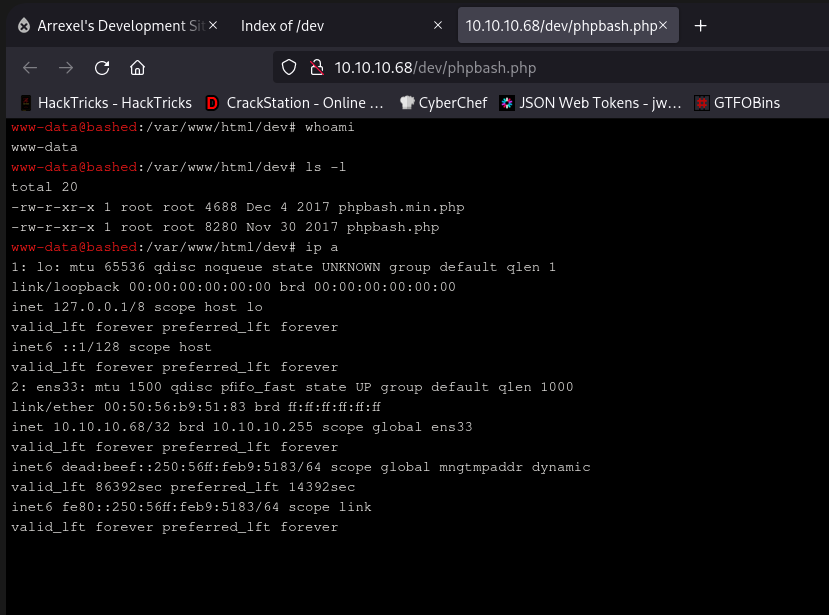 Arrexel's Development Sit
Index of /dev
10.10.10.68/dev/phpbash.php
10.10.10.68/dev/phpbash.php
HackTricks - HackTricks
CrackStation - Online ...
CyberChef
JSON Web Tokens - jw...
GTFOBins
www-data@bashed:/var/www/html/dev# whoami
www-data
www-data@bashed:/var/www/html/dev# ls -l
total 20
-rw-r-xr-x 1 root root 4688 Dec 4 2017 phpbash.min.php
-rw-r-xr-x 1 root root 8280 Nov 30 2017 phpbash.php
www-data@bashed:/var/www/html/dev# ip a
1: lo: mtu 65536 qdisc noqueue state UNKNOWN group default qlen 1
link/loopback 00:00:00:00:00:00 brd 00:00:00:00:00:00
inet 127.0.0.1/8 scope host lo
valid_lft forever preferred_lft forever
inet6 ::1/128 scope host
valid_lft forever preferred_lft forever
2: ens33: mtu 1500 qdisc pfifo_fast state UP group default qlen 1000
link/ether 00:50:56:b9:51:83 brd ff:ff:ff:ff:ff:ff
inet 10.10.10.68/32 brd 10.10.10.255 scope global ens33
valid_lft forever preferred_lft forever
inet6 dead:beef::250:56ff:feb9:5183/64 scope global mngtmpaddr dynamic
valid_lft 86392sec preferred_lft 14392sec
inet6 fe80::250:56ff:feb9:5183/64 scope link
valid_lft forever preferred_lft forever